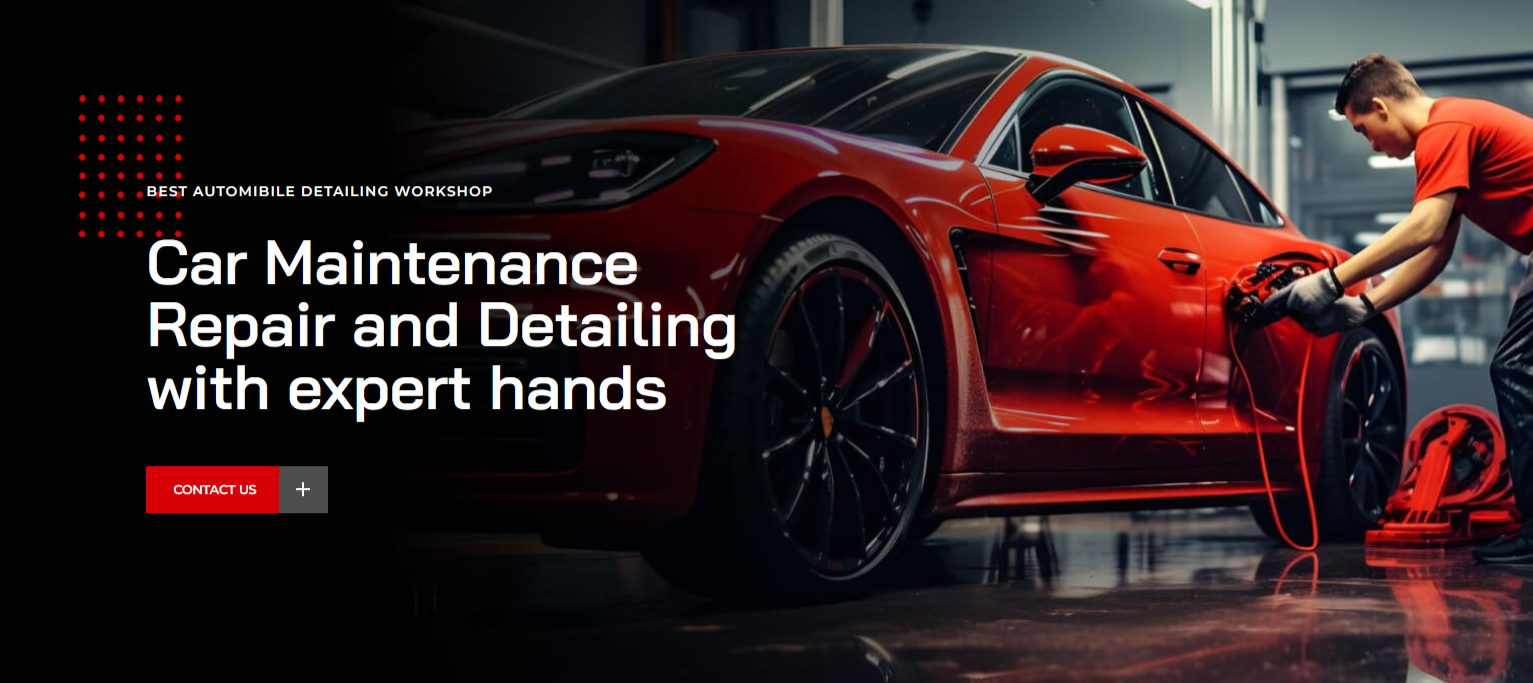 BEST AUTOMIBILE DETAILING WORKSHOP
Car Maintenance
Repair and Detailing
with expert hands
CONTACT US +